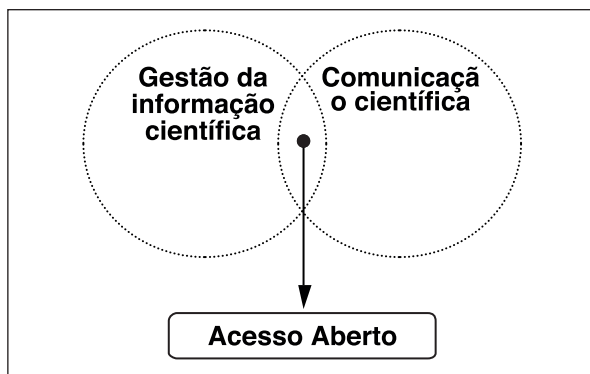 Gestão da
informação
científica
Comunicaçã
o científica
Acesso Aberto